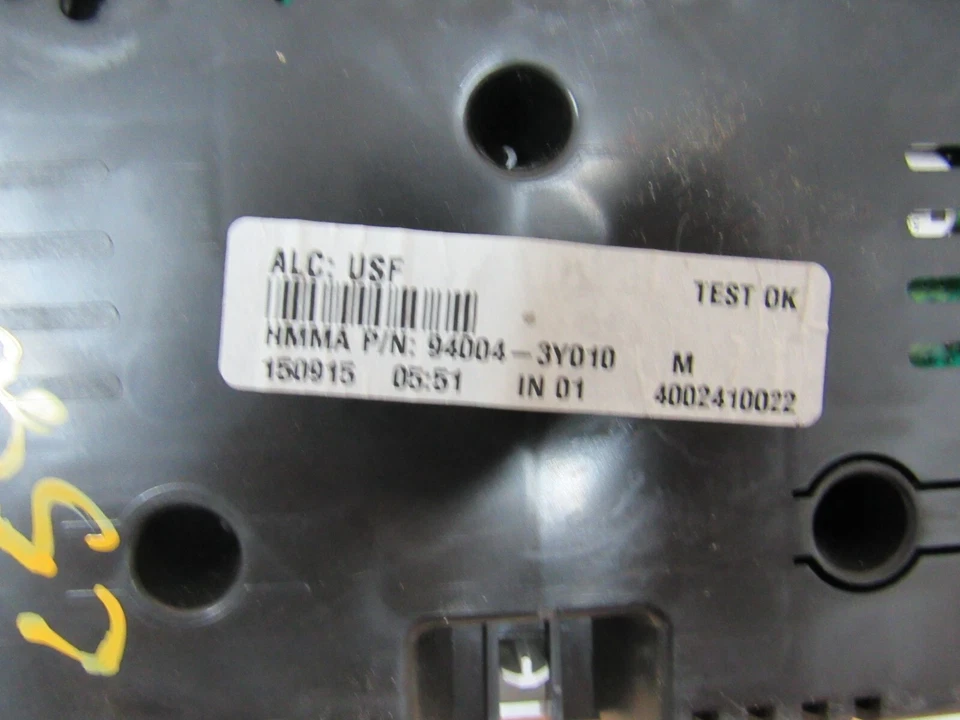 ALC: USF
TEST OK
HMMA P/N: 94004-3Y010 M
150915 05:51 IN 01 4002410022